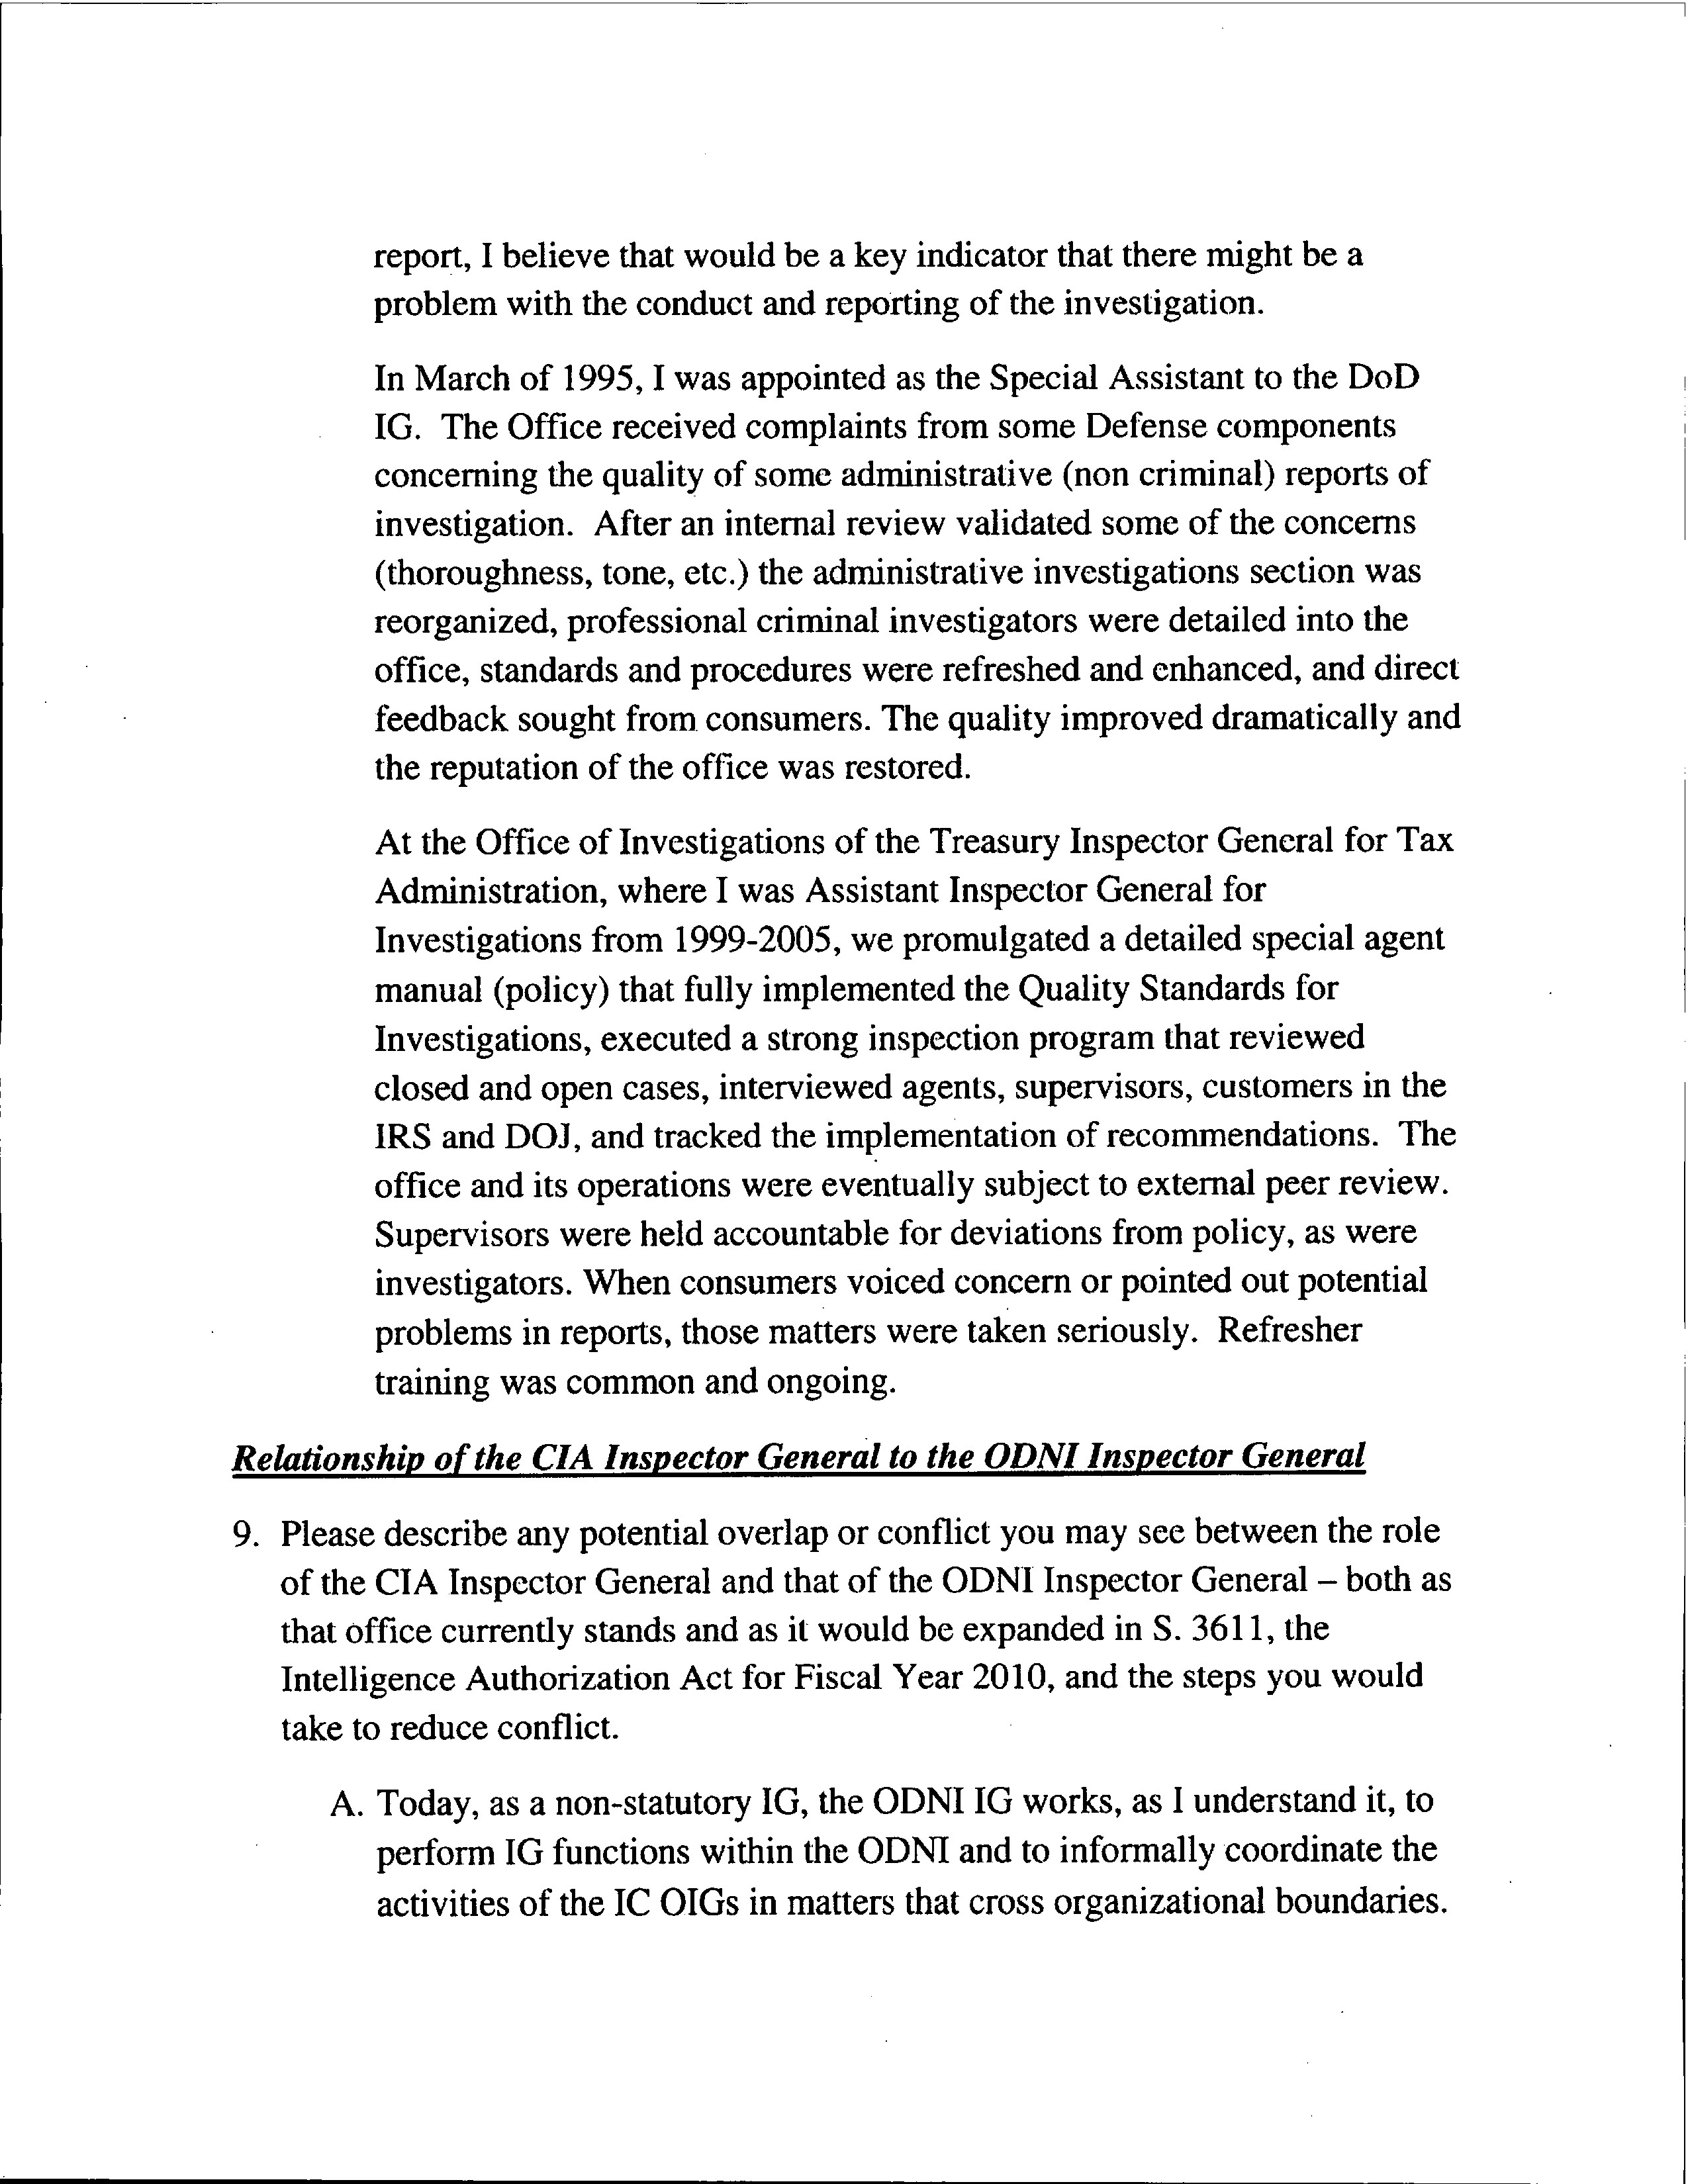 report, I believe that would be a key indicator that there might be a
problem with the conduct and reporting of the investigation.
In March of 1995, I was appointed as the Special Assistant to the DoD
IG.  The Office received complaints from some Defense components
concerning the quality of some administrative (non criminal) reports of
investigation.  After an internal review validated some of the concerns
(thoroughness, tone, etc.) the administrative investigations section was
reorganized, professional criminal investigators were detailed into the
office, standards and procedures were refreshed and enhanced, and direct
feedback sought from consumers. The quality improved dramatically and
the reputation of the office was restored.
At the Office of Investigations of the Treasury Inspector General for Tax
Administration, where I was Assistant Inspector General for
Investigations from 1999-2005, we promulgated a detailed special agent
manual (policy) that fully implemented the Quality Standards for
Investigations, executed a strong inspection program that reviewed
closed and open cases, interviewed agents, supervisors, customers in the
IRS and DOJ, and tracked the implementation of recommendations.  The
office and its operations were eventually subject to external peer review.
Supervisors were held accountable for deviations from policy, as were
investigators. When consumers voiced concern or pointed out potential
problems in reports, those matters were taken seriously.  Refresher
training was common and ongoing.
Relationship of the CIA Inspector General to the ODNI Inspector General
9. Please describe any potential overlap or conflict you may see between the role
of the CIA Inspector General and that of the ODNI Inspector General – both as
that office currently stands and as it would be expanded in S. 3611, the
Intelligence Authorization Act for Fiscal Year 2010, and the steps you would
take to reduce conflict.
A. Today, as a non-statutory IG, the ODNI IG works, as I understand it, to
perform IG functions within the ODNI and to informally coordinate the
activities of the IC OIGs in matters that cross organizational boundaries.